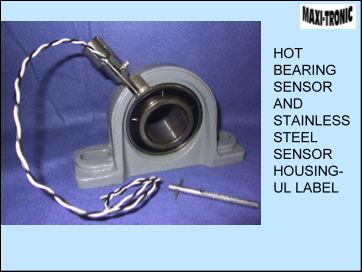 MAXI-TRONIC
HOT
BEARING
SENSOR
AND
STAINLESS
STEEL
SENSOR
HOUSING-
UL LABEL